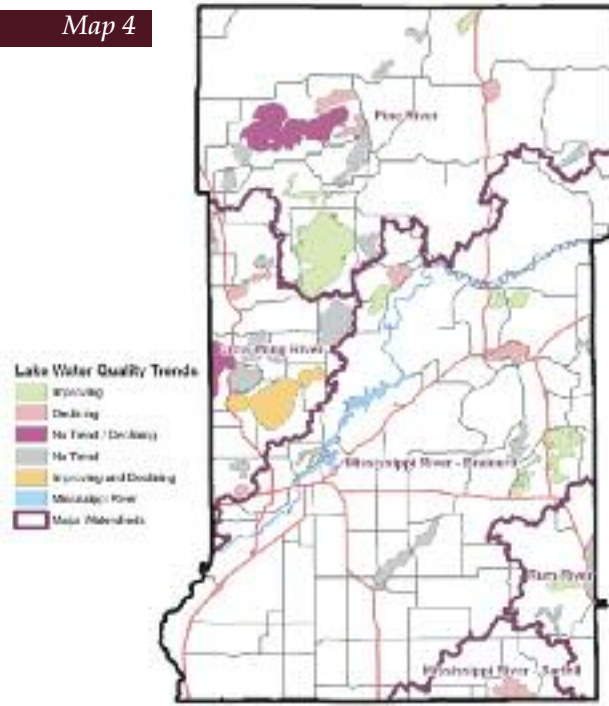 Map 4
Pine River
Crow Wing River
Lake Water Quality Trends
Improving
Declining
No Trend / Declining
No Trend
Improving and Declining
Mississippi River
Major Watersheds
Mississippi River - Brainerd
Rum River
Mississippi River - Sartell